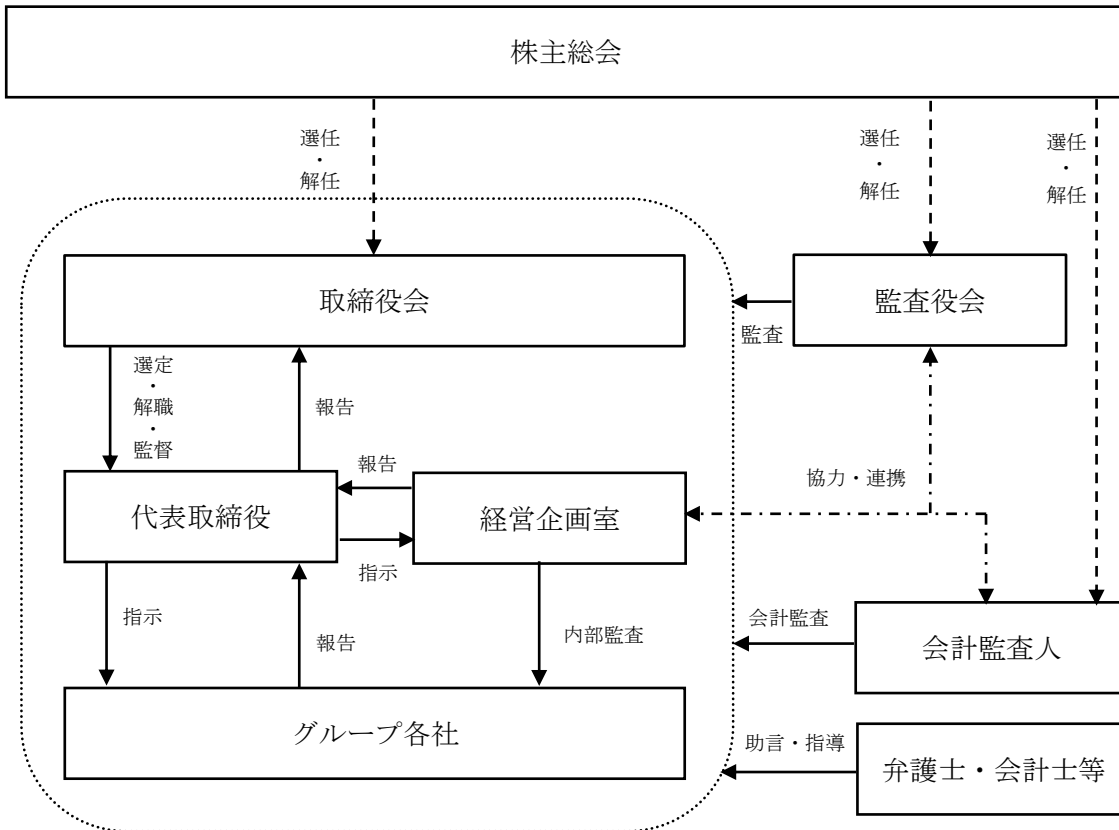 株主総会
選任
・
解任
選任
・
解任
選任
・
解任
取締役会
監査役会
監査
選定
・
解職
・
監督
報告
報告
協力・連携
代表取締役
経営企画室
指示
指示
報告
内部監査
会計監査
会計監査人
グループ各社
助言・指導
弁護士・会計士等